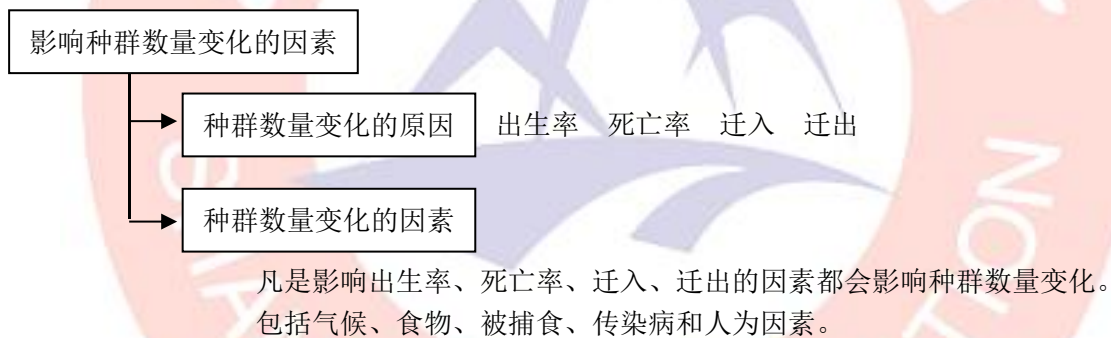 影响种群数量变化的因素
种群数量变化的原因 出生率 死亡率 迁入 迁出
种群数量变化的因素
凡是影响出生率、死亡率、迁入、迁出的因素都会影响种群数量变化。
包括气候、食物、被捕食、传染病和人为因素。